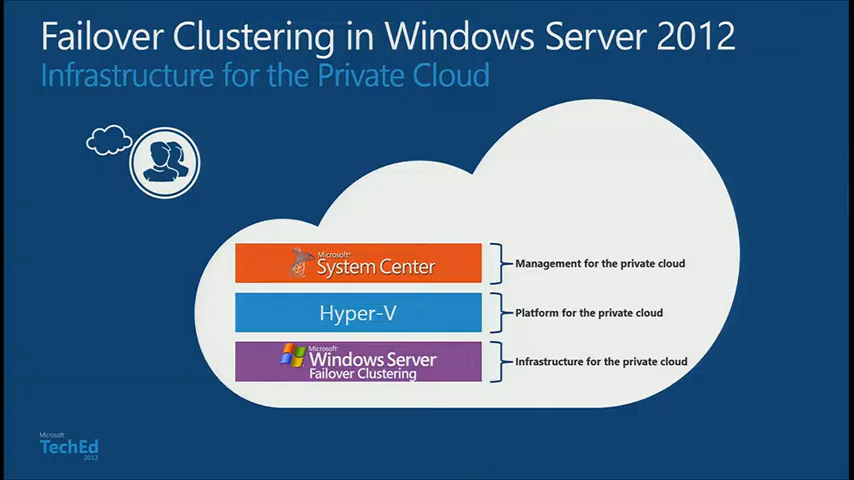 Failover Clustering in Windows Server 2012
Infrastructure for the Private Cloud
Microsoft®
System Center
Management for the private cloud
Hyper-V
Platform for the private cloud
Microsoft®
Windows Server
Failover Clustering
Infrastructure for the private cloud
Microsoft
TechEd